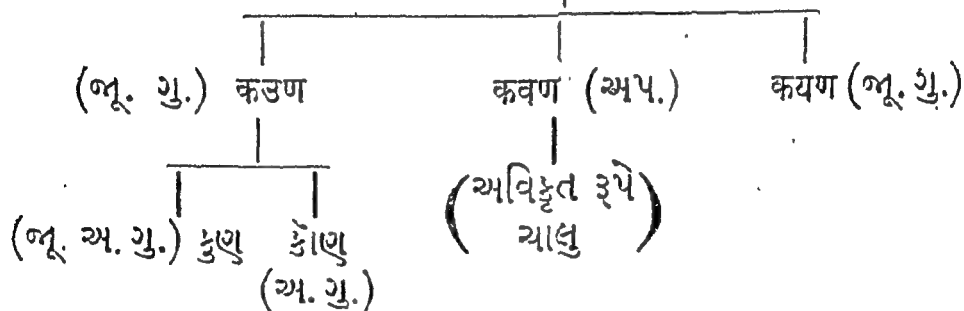 (જૂ. ગુ.) कउण कवण (અપ.) कयण (જૂ. ગુ.)
(અવિકૃત રૂપે
ચાલુ)
(જૂ. અ. ગુ.) કુણ કૉણ
(અ. ગુ.)